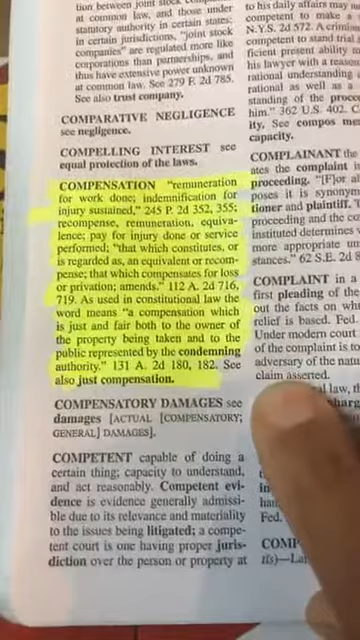 tion between joint stock
at common law, and those under
statutory authority in certain states;
in certain jurisdictions, "joint stock
companies" are regulated more like
corporations than partnerships, and
thus have extensive power unknown
at common law. See 279 F. 2d 785.
See also trust company.
COMPARATIVE NEGLIGENCE
see negligence.
COMPELLING INTEREST see
equal protection of the laws.
COMPENSATION "remuneration
for work done; indemnification for
injury sustained," 245 P. 2d 352, 355;
recompense, remuneration, equiva-
lence; pay for injury done or service
performed; "that which constitutes, or
is regarded as, an equivalent or recom-
pense; that which compensates for loss
or privation; amends." 112 A. 2d 716,
719. As used in constitutional law the
word means "a compensation which
is just and fair both to the owner of
the property being taken and to the
public represented by the condemning
authority." 131 A. 2d 180, 182. See
also just compensation.
COMPENSATORY DAMAGES see
damages [ACTUAL [COMPENSATORY;
GENERAL] DAMAGES].
COMPETENT capable of doing a
certain thing; capacity to understand,
and act reasonably. Competent evi-
dence is evidence generally admissi-
ble due to its relevance and materiality
to the issues being litigated; a compe-
tent court is one having proper juris-
diction over the person or property at
to his daily affairs may
competent to make a
N.Y.S. 2d 572. A crimina
competent to stand trial
ficient present ability
his lawyer with a reason
rational understanding
rational as well as a
standing of the proce
him." 362 U.S. 402. C
ity. See compos me
capacity.
COMPLAINANT the
ates the complaint i
proceeding. "[F]or al
poses it is synonym
tioner and plaintiff.
proceeding and the co
instituted determines
more appropriate un
stances." 62 S.E. 2d
COMPLAINT in a
first pleading of the
out the facts on wh
relief is based. Fed.
Under modern court
of the complaint is to
adversary of the natu
claim asserted.
al law, t
charg
in
han
Fed.
COMP
tīs)—Lat